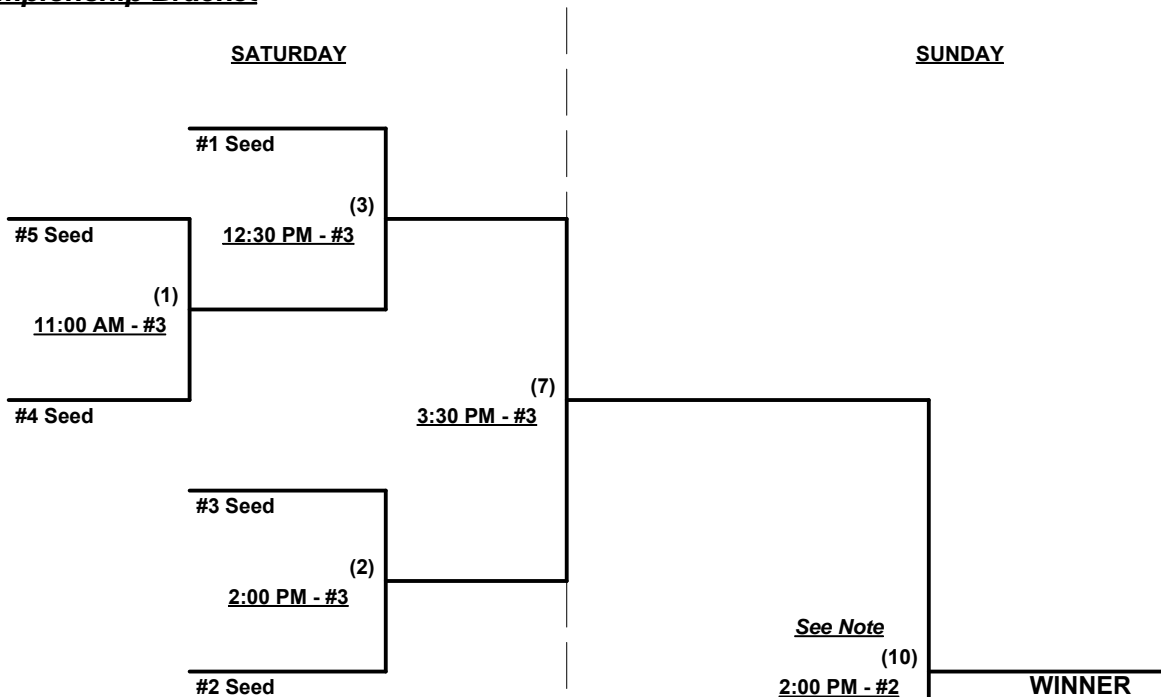 mpionship Bracket
SATURDAY
SUNDAY
#1 Seed
(3)
#5 Seed
12:30 PM - #3
(1)
11:00 AM - #3
(7)
#4 Seed
3:30 PM - #3
#3 Seed
(2)
2:00 PM - #3
See Note
(10)
#2 Seed
2:00 PM - #2
WINNER